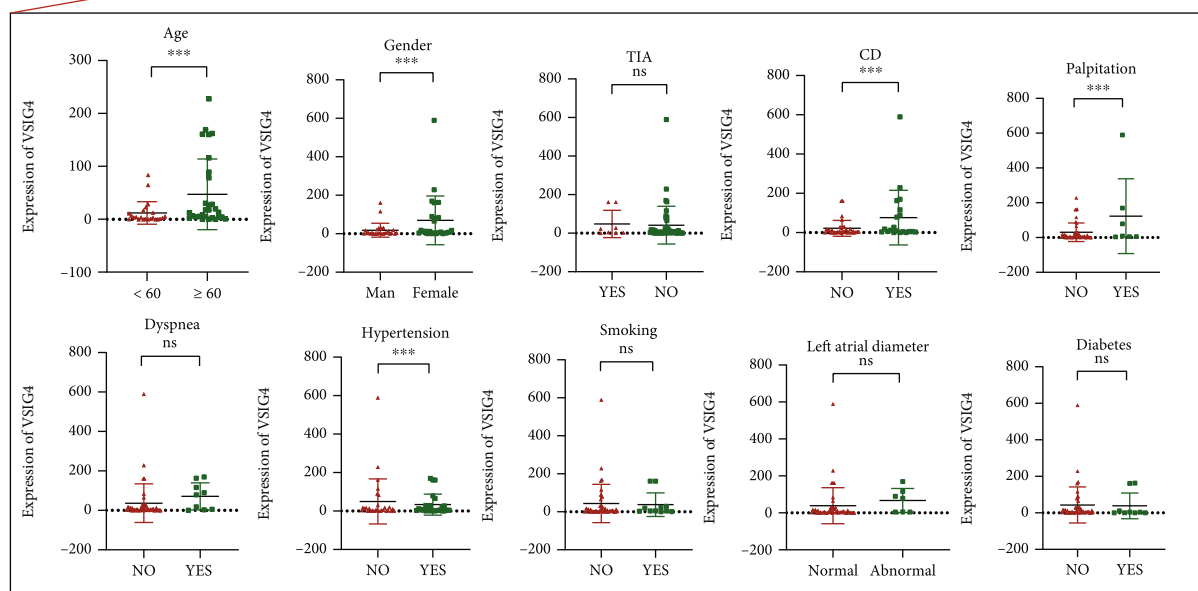 Age
***
Expression of VSIG4
300
200
100
0
−100
< 60
≥ 60
Gender
***
Expression of VSIG4
800
600
400
200
0
−200
Man
Female
TIA
ns
Expression of VSIG4
800
600
400
200
0
−200
YES
NO
CD
***
Expression of VSIG4
800
600
400
200
0
−200
NO
YES
Palpitation
***
Expression of VSIG4
800
600
400
200
0
−200
NO
YES
Dyspnea
ns
Expression of VSIG4
800
600
400
200
0
−200
NO
YES
Hypertension
***
Expression of VSIG4
800
600
400
200
0
−200
NO
YES
Smoking
ns
Expression of VSIG4
800
600
400
200
0
−200
NO
YES
Left atrial diameter
ns
Expression of VSIG4
800
600
400
200
0
−200
Normal
Abnormal
Diabetes
ns
Expression of VSIG4
800
600
400
200
0
−200
NO
YES